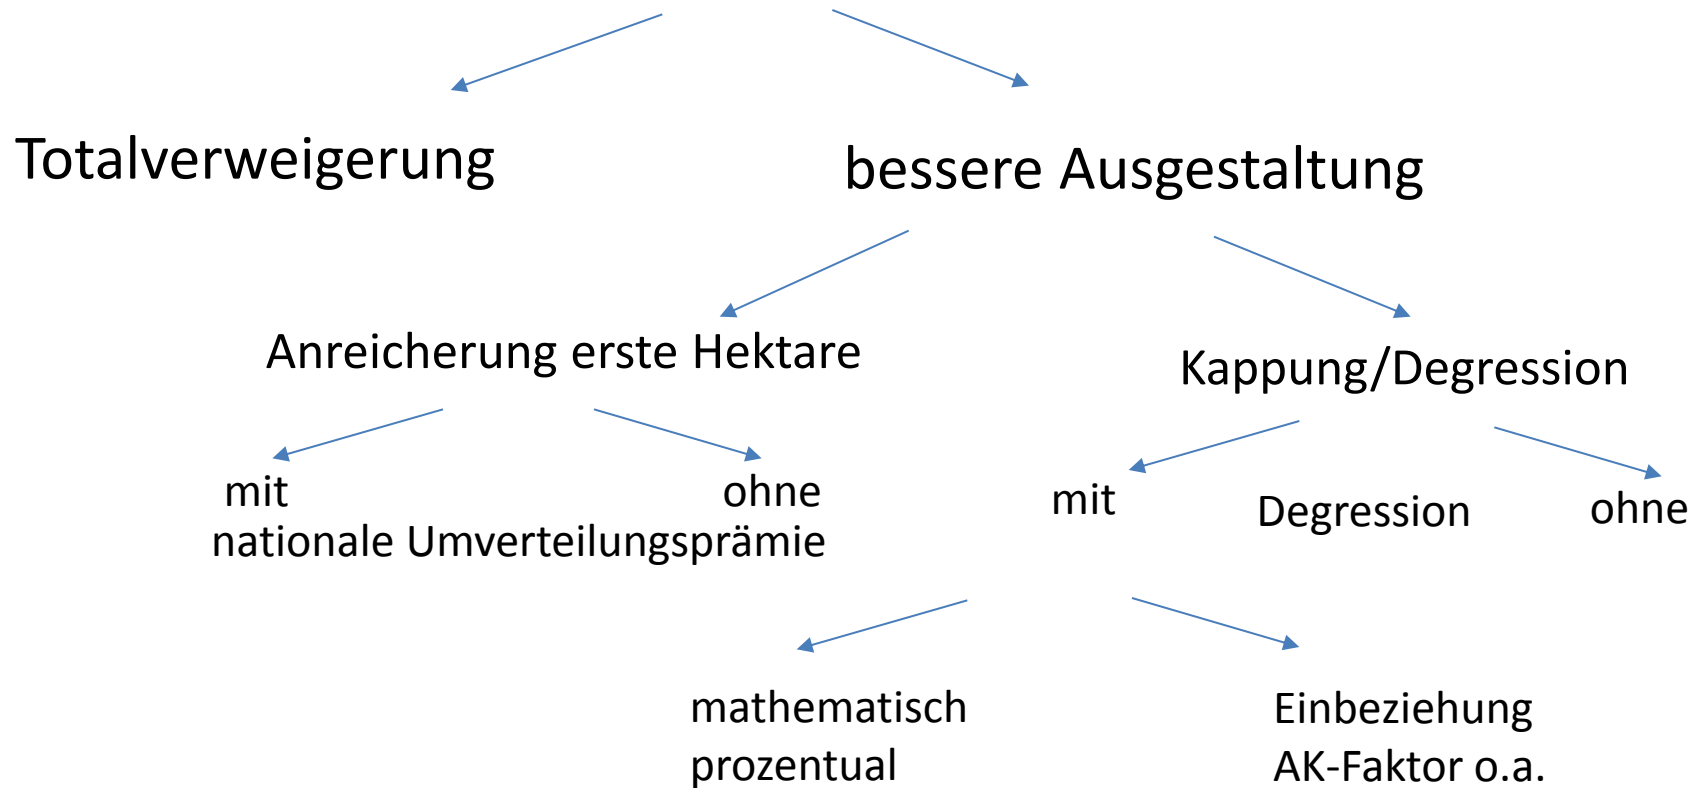 Totalverweigerung
bessere Ausgestaltung
Anreicherung erste Hektare
Kappung/Degression
mit ohne
nationale Umverteilungsprämie
mit Degression ohne
mathematisch
prozentual
Einbeziehung
AK-Faktor o.a.